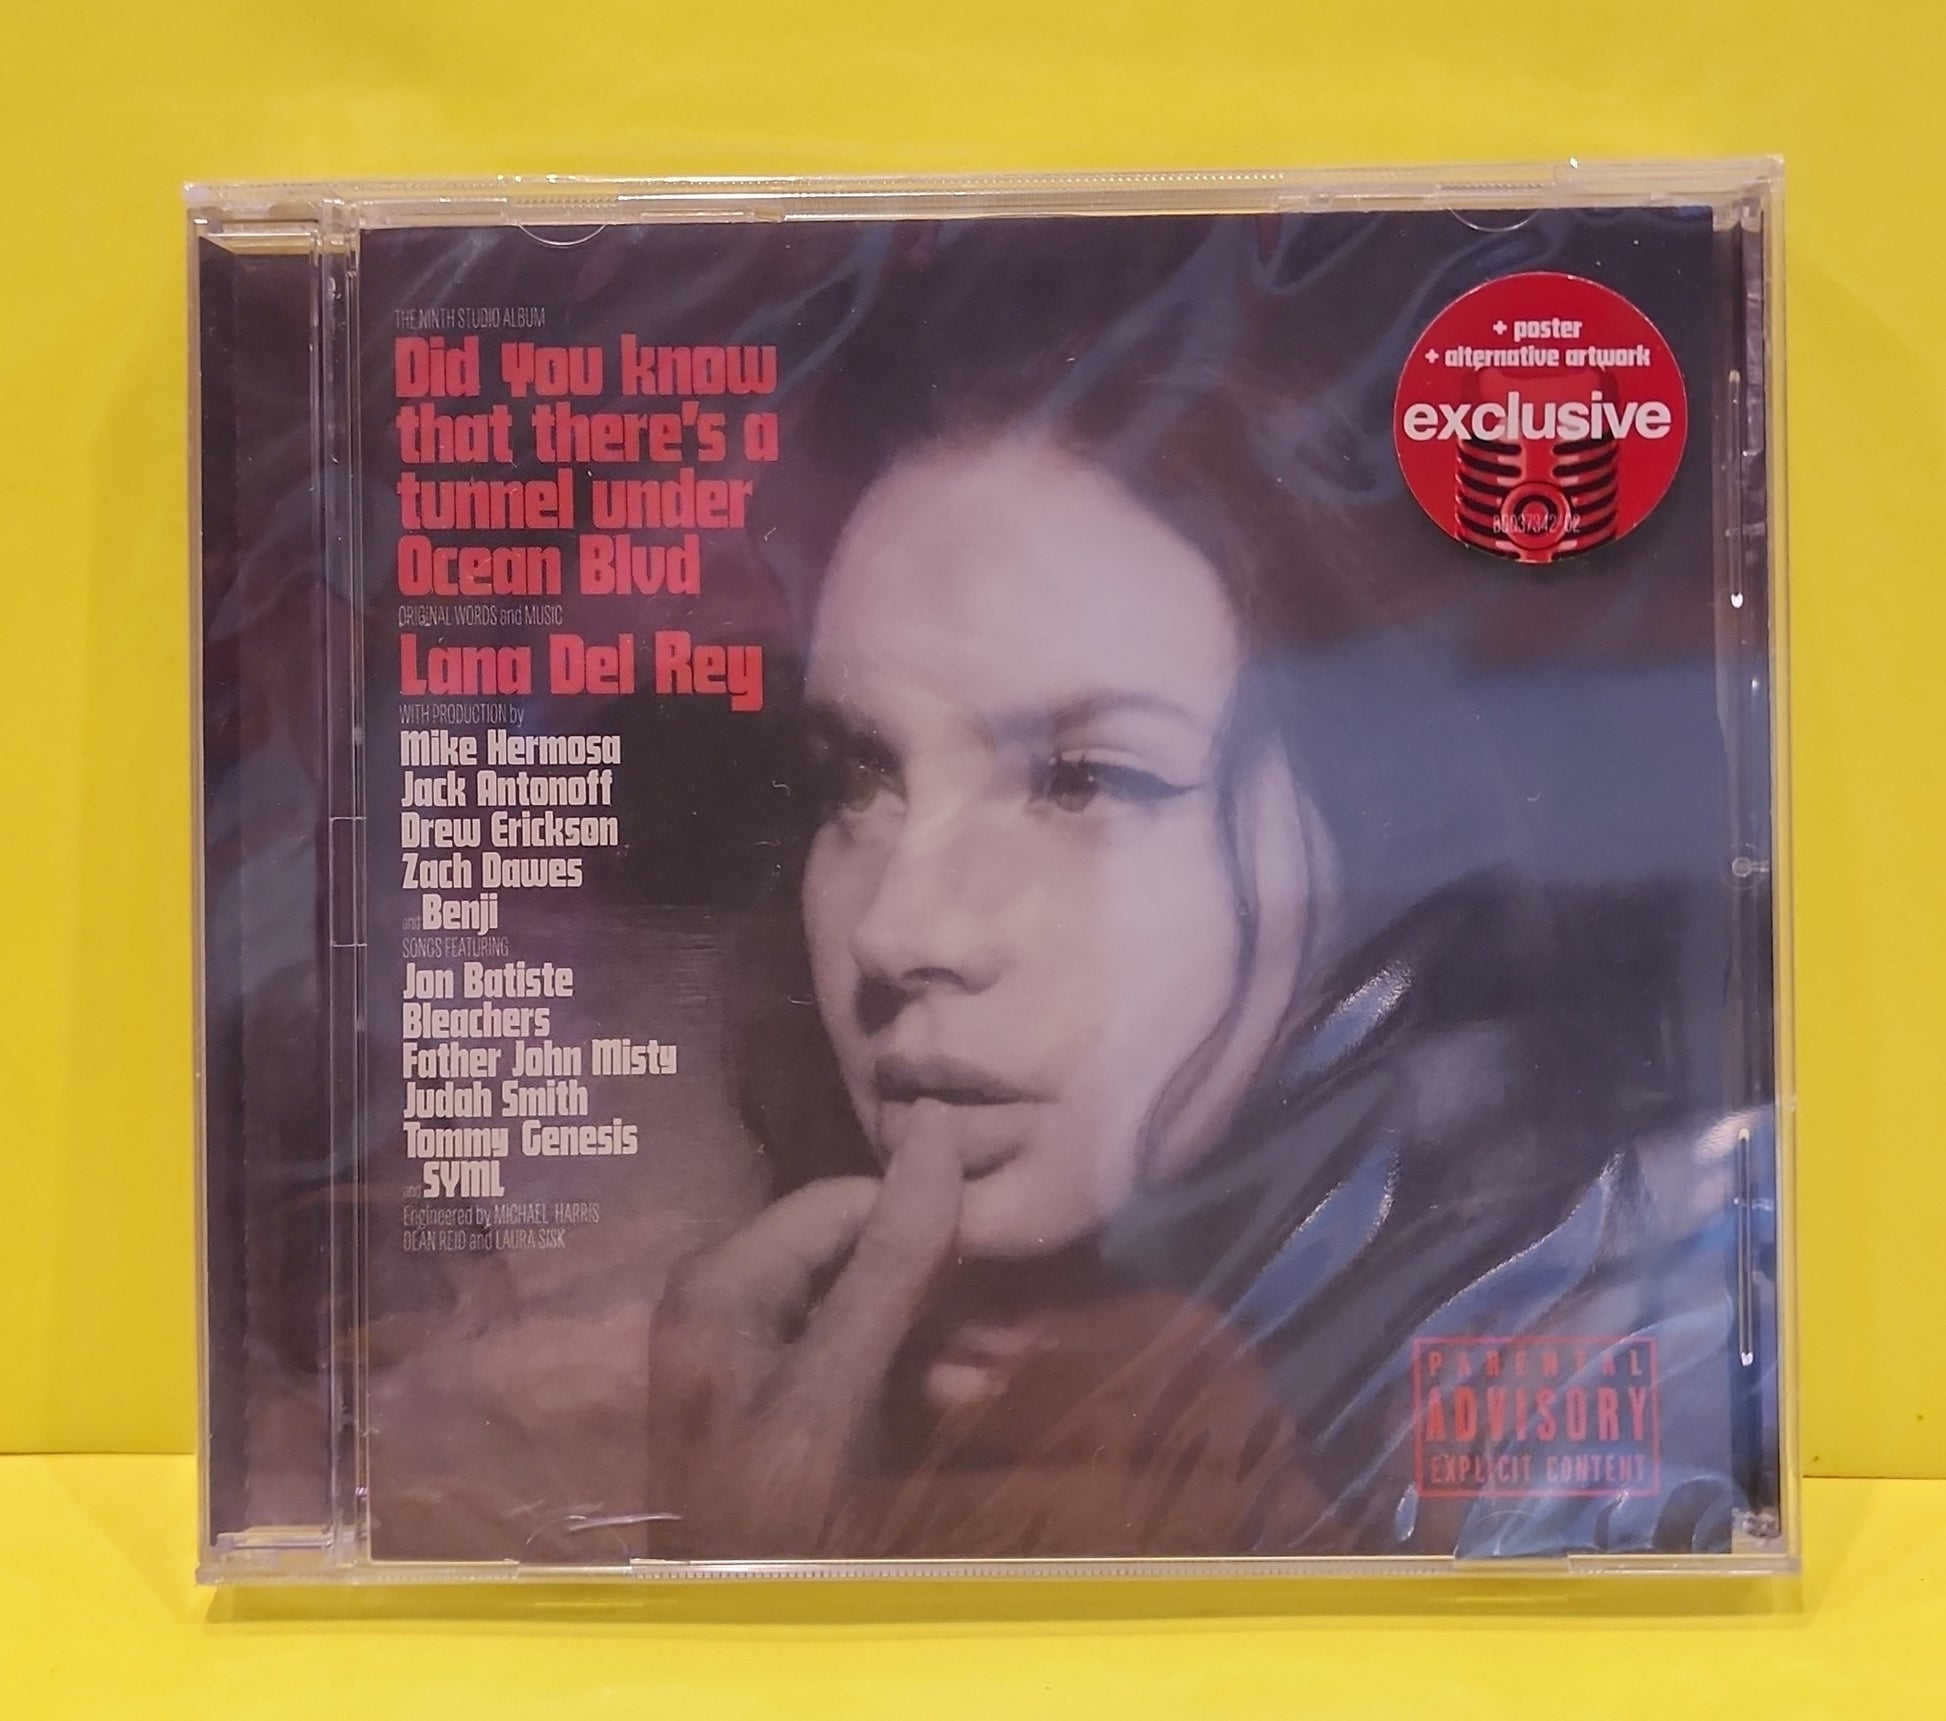 THE NINTH STUDIO ALBUM
Did you know
that there's a
tunnel under
Ocean Blvd
ORIGINAL WORDS and MUSIC
Lana Del Rey
WITH PRODUCTION by
Mike Hermosa
Jack Antonoff
Drew Erickson
Zach Dawes
and Benji
SONGS FEATURING
Jon Batiste
Bleachers
Father John Misty
Judah Smith
Tommy Genesis
and SYML
Engineered by MICHAEL HARRIS
DEAN REID and LAURA SISK
+ poster
+ alternative artwork
exclusive
PARENTAL
ADVISORY
EXPLICIT CONTENT